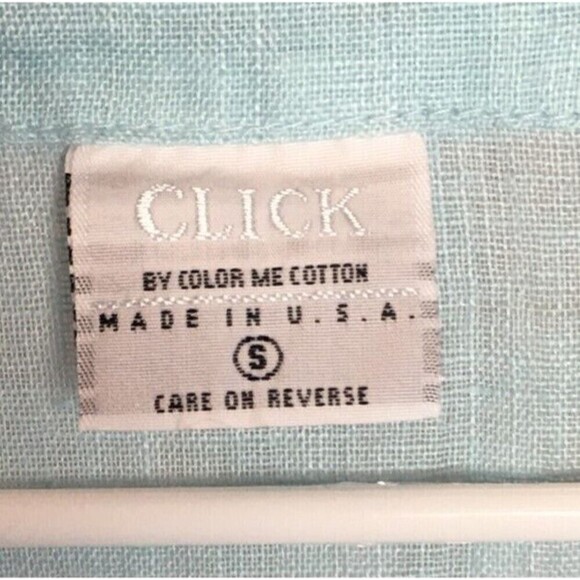 CLICK
BY COLOR ME COTTON
MADE IN U.S.A.
S
CARE ON REVERSE